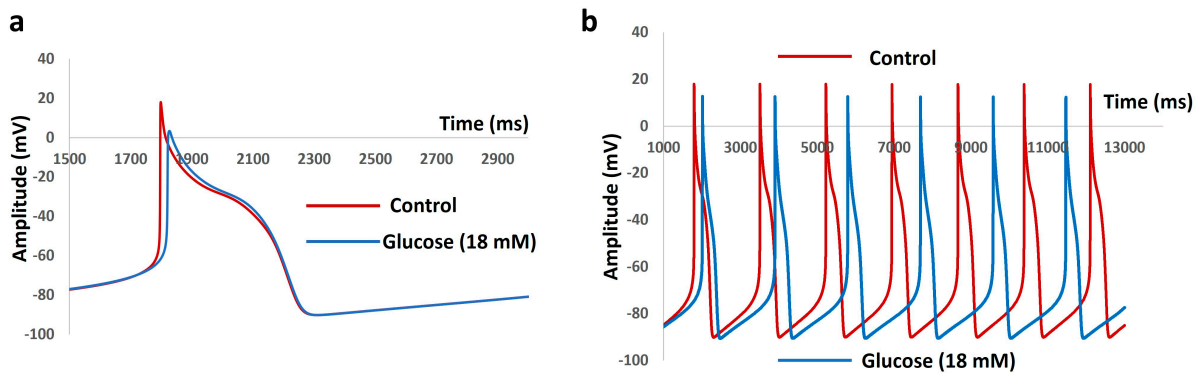 a
40
20
0
-20
-40
-60
-80
-100
Amplitude (mV)
Time (ms)
1500 1700 1900 2100 2300 2500 2700 2900
Control
Glucose (18 mM)
b
40
20
0
-20
-40
-60
-80
-100
Amplitude (mV)
Control
Time (ms)
1000 3000 5000 7000 9000 11000 13000
Glucose (18 mM)